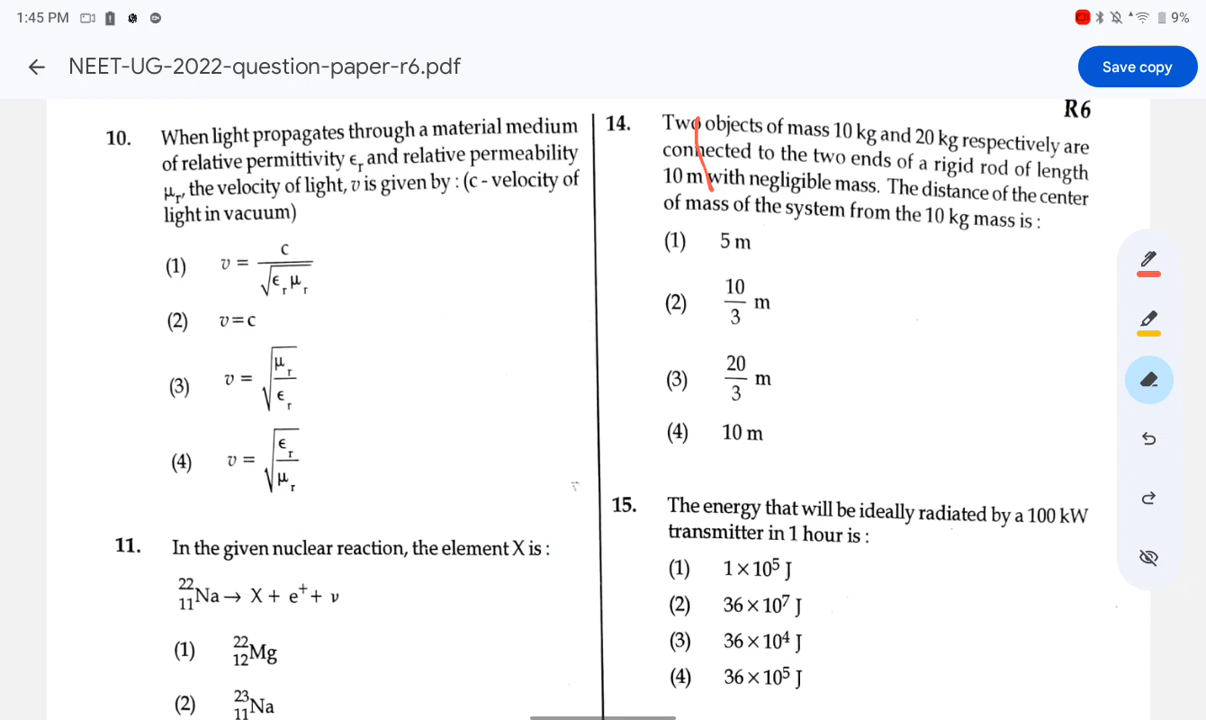 1:45 PM
9%
NEET-UG-2022-question-paper-r6.pdf
Save copy
R6
10. When light propagates through a material medium
of relative permittivity ϵr and relative permeability
μr, the velocity of light, υ is given by : (c - velocity of
light in vacuum)
(1) υ = c / √(ϵr μr)
(2) υ=c
(3) υ = √(μr / ϵr)
(4) υ = √(ϵr / μr)
11. In the given nuclear reaction, the element X is :
²²₁₁Na → X + e⁺ + ν
(1) ²²₁₂Mg
(2) ²³₁₁Na
14. Two objects of mass 10 kg and 20 kg respectively are
connected to the two ends of a rigid rod of length
10 m with negligible mass. The distance of the center
of mass of the system from the 10 kg mass is :
(1) 5 m
(2) 10/3 m
(3) 20/3 m
(4) 10 m
15. The energy that will be ideally radiated by a 100 kW
transmitter in 1 hour is :
(1) 1×10⁵ J
(2) 36×10⁷ J
(3) 36×10⁴ J
(4) 36×10⁵ J